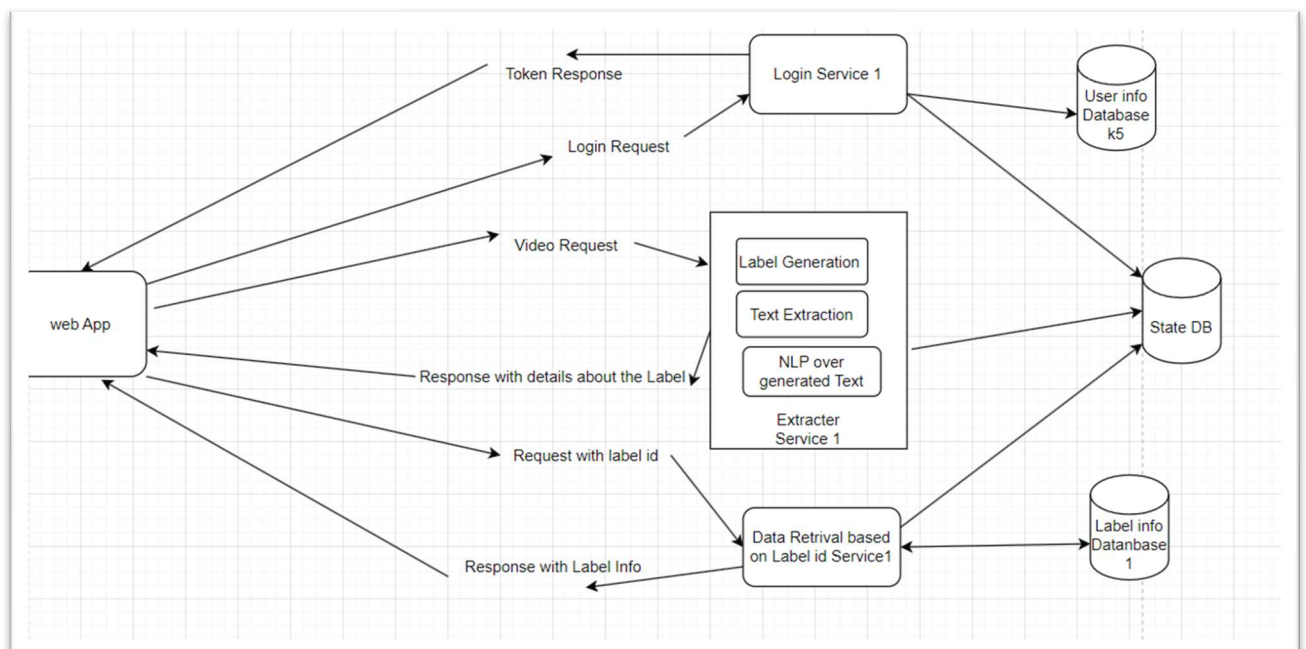 Token Response
Login Service 1
User info
Database
k5
Login Request
Video Request
Label Generation
Text Extraction
NLP over
generated Text
Extracter
Service 1
web App
State DB
Response with details about the Label
Request with label id
Data Retrival based
on Label id Service1
Label info
Datanbase
1
Response with Label Info